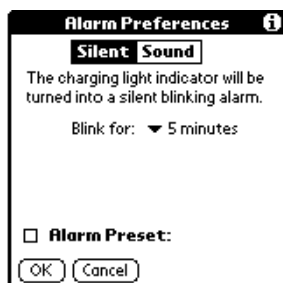 Alarm Preferences i
Silent Sound
The charging light indicator will be
turned into a silent blinking alarm.
Blink for: 5 minutes
Alarm Preset:
OK Cancel